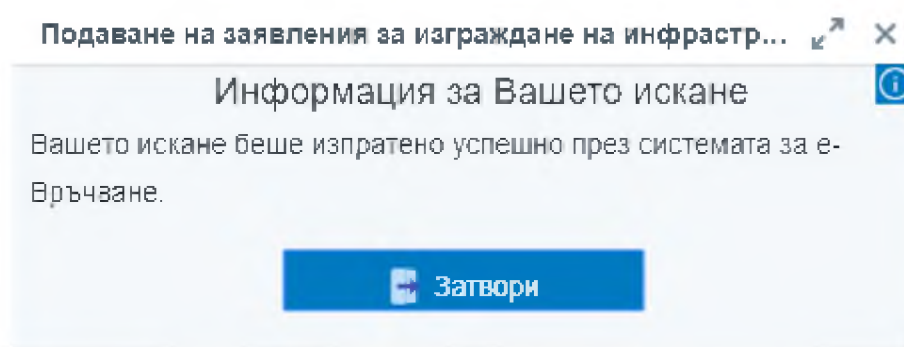 Подаване на заявления за изграждане на инфрастр...
Информация за Вашето искане
Вашето искане беше изпратено успешно през системата за е-
Връчване.
Затвори